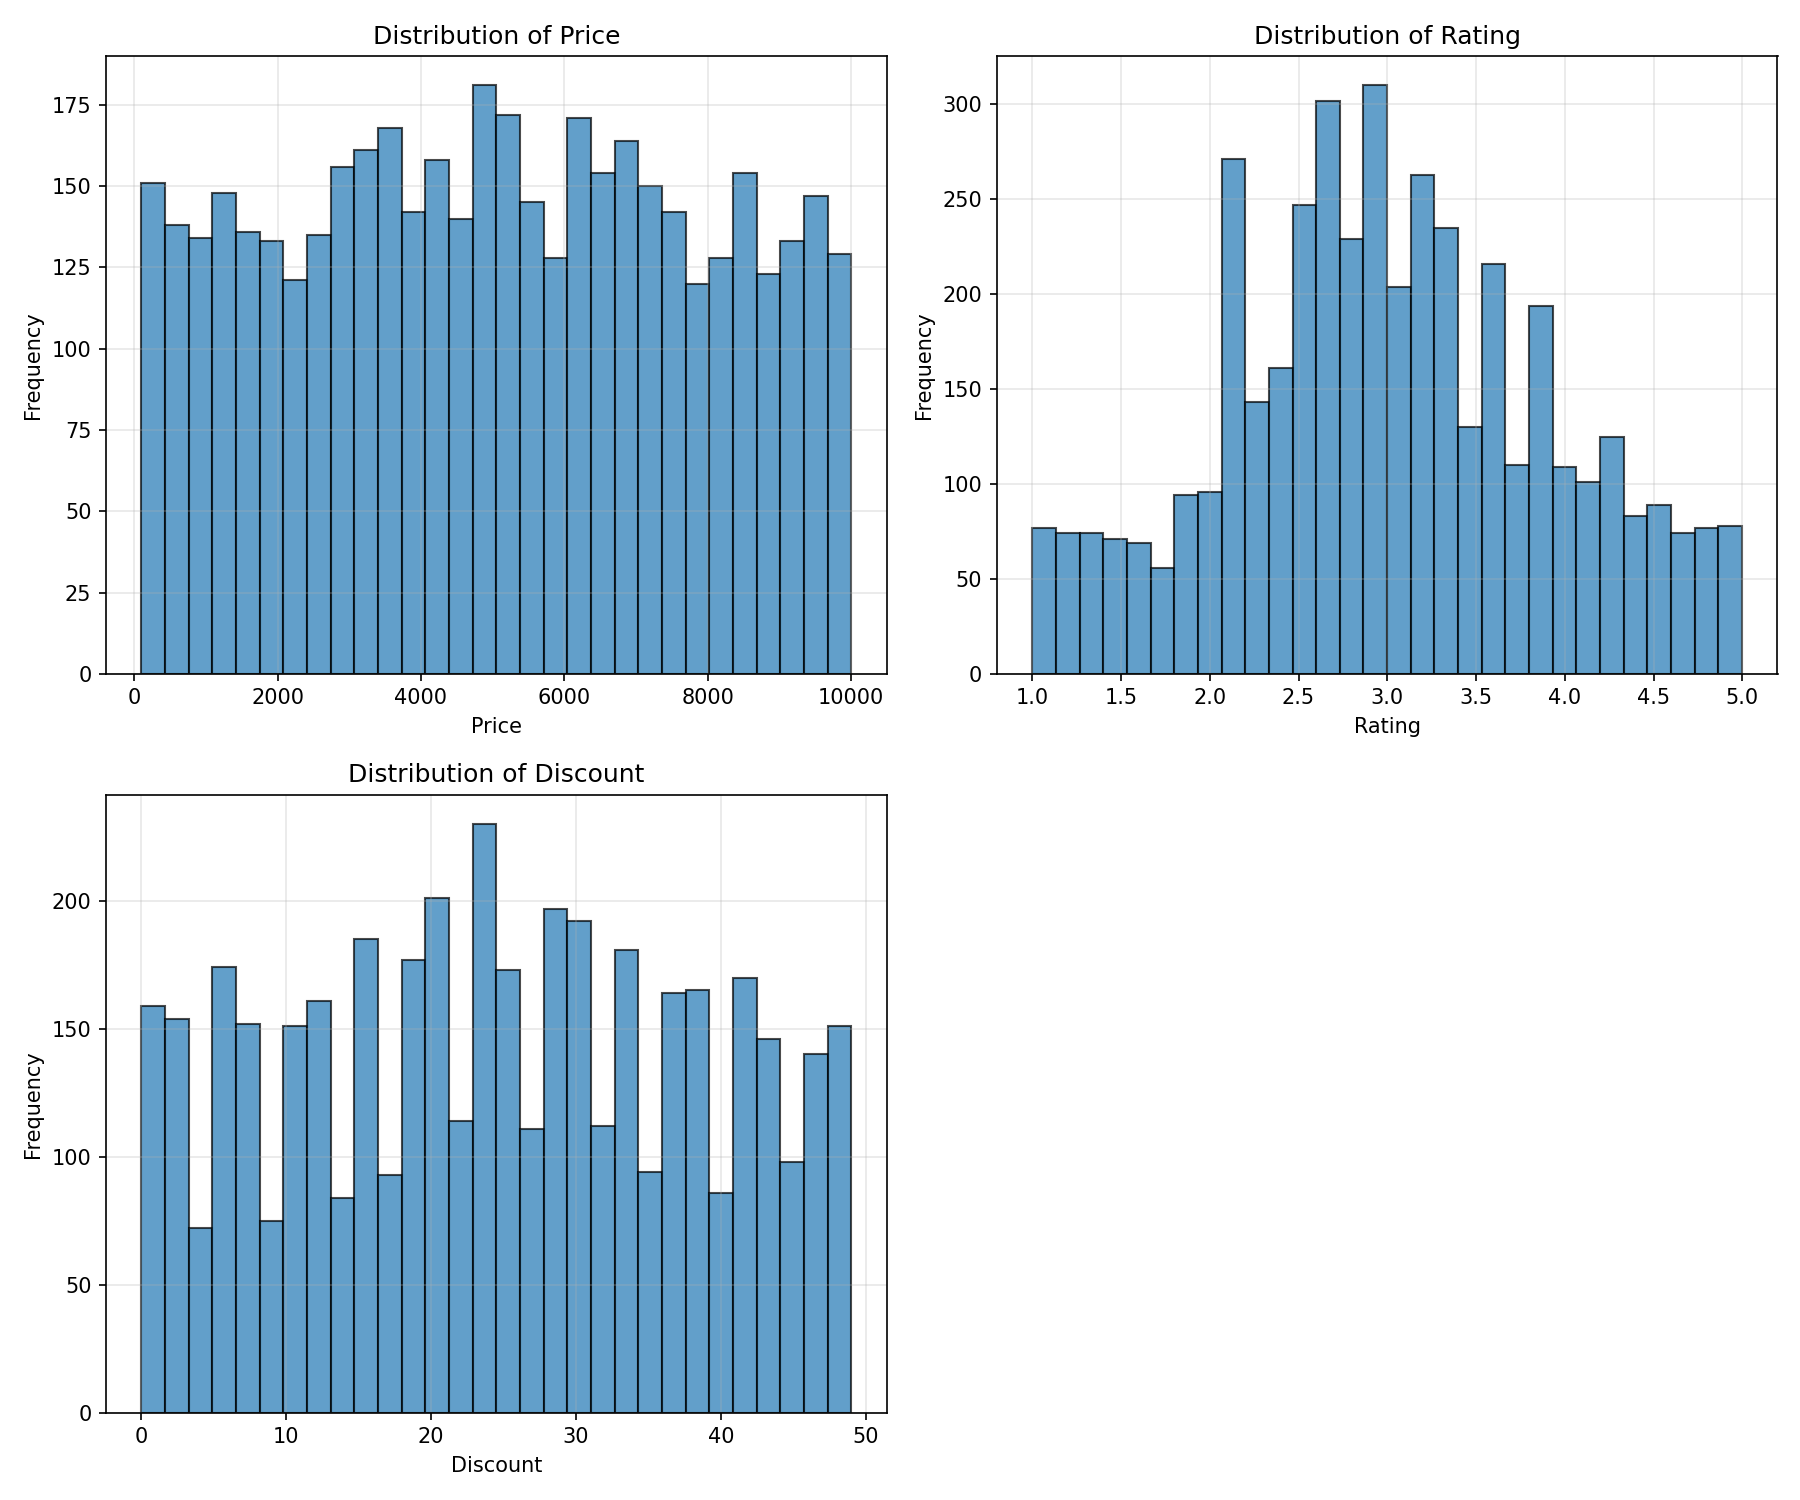 Distribution of Price
175
150
125
100
75
50
25
0
Frequency
0 2000 4000 6000 8000 10000
Price
Distribution of Rating
300
250
200
150
100
50
0
Frequency
1.0 1.5 2.0 2.5 3.0 3.5 4.0 4.5 5.0
Rating
Distribution of Discount
200
150
100
50
0
Frequency
0 10 20 30 40 50
Discount